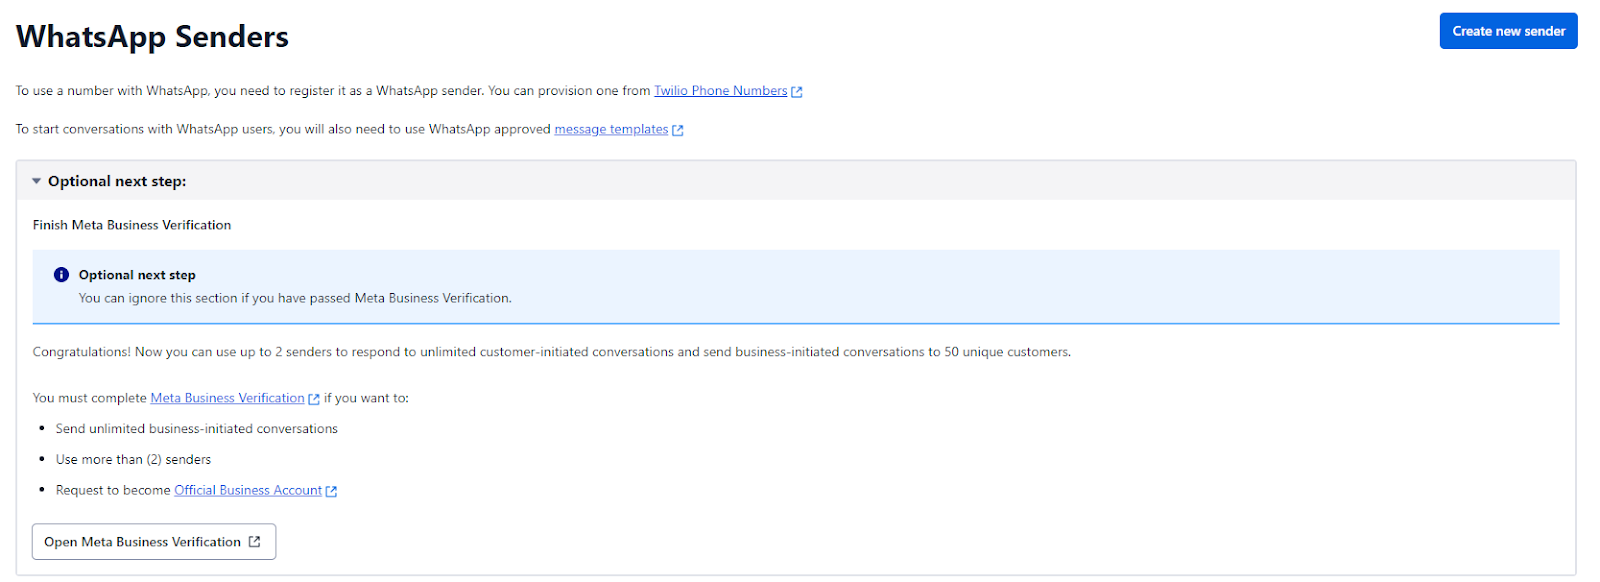 WhatsApp Senders
Create new sender
To use a number with WhatsApp, you need to register it as a WhatsApp sender. You can provision one from Twilio Phone Numbers
To start conversations with WhatsApp users, you will also need to use WhatsApp approved message templates
Optional next step:
Finish Meta Business Verification
Optional next step
You can ignore this section if you have passed Meta Business Verification.
Congratulations! Now you can use up to 2 senders to respond to unlimited customer-initiated conversations and send business-initiated conversations to 50 unique customers.
You must complete Meta Business Verification if you want to:
• Send unlimited business-initiated conversations
• Use more than (2) senders
• Request to become Official Business Account
Open Meta Business Verification